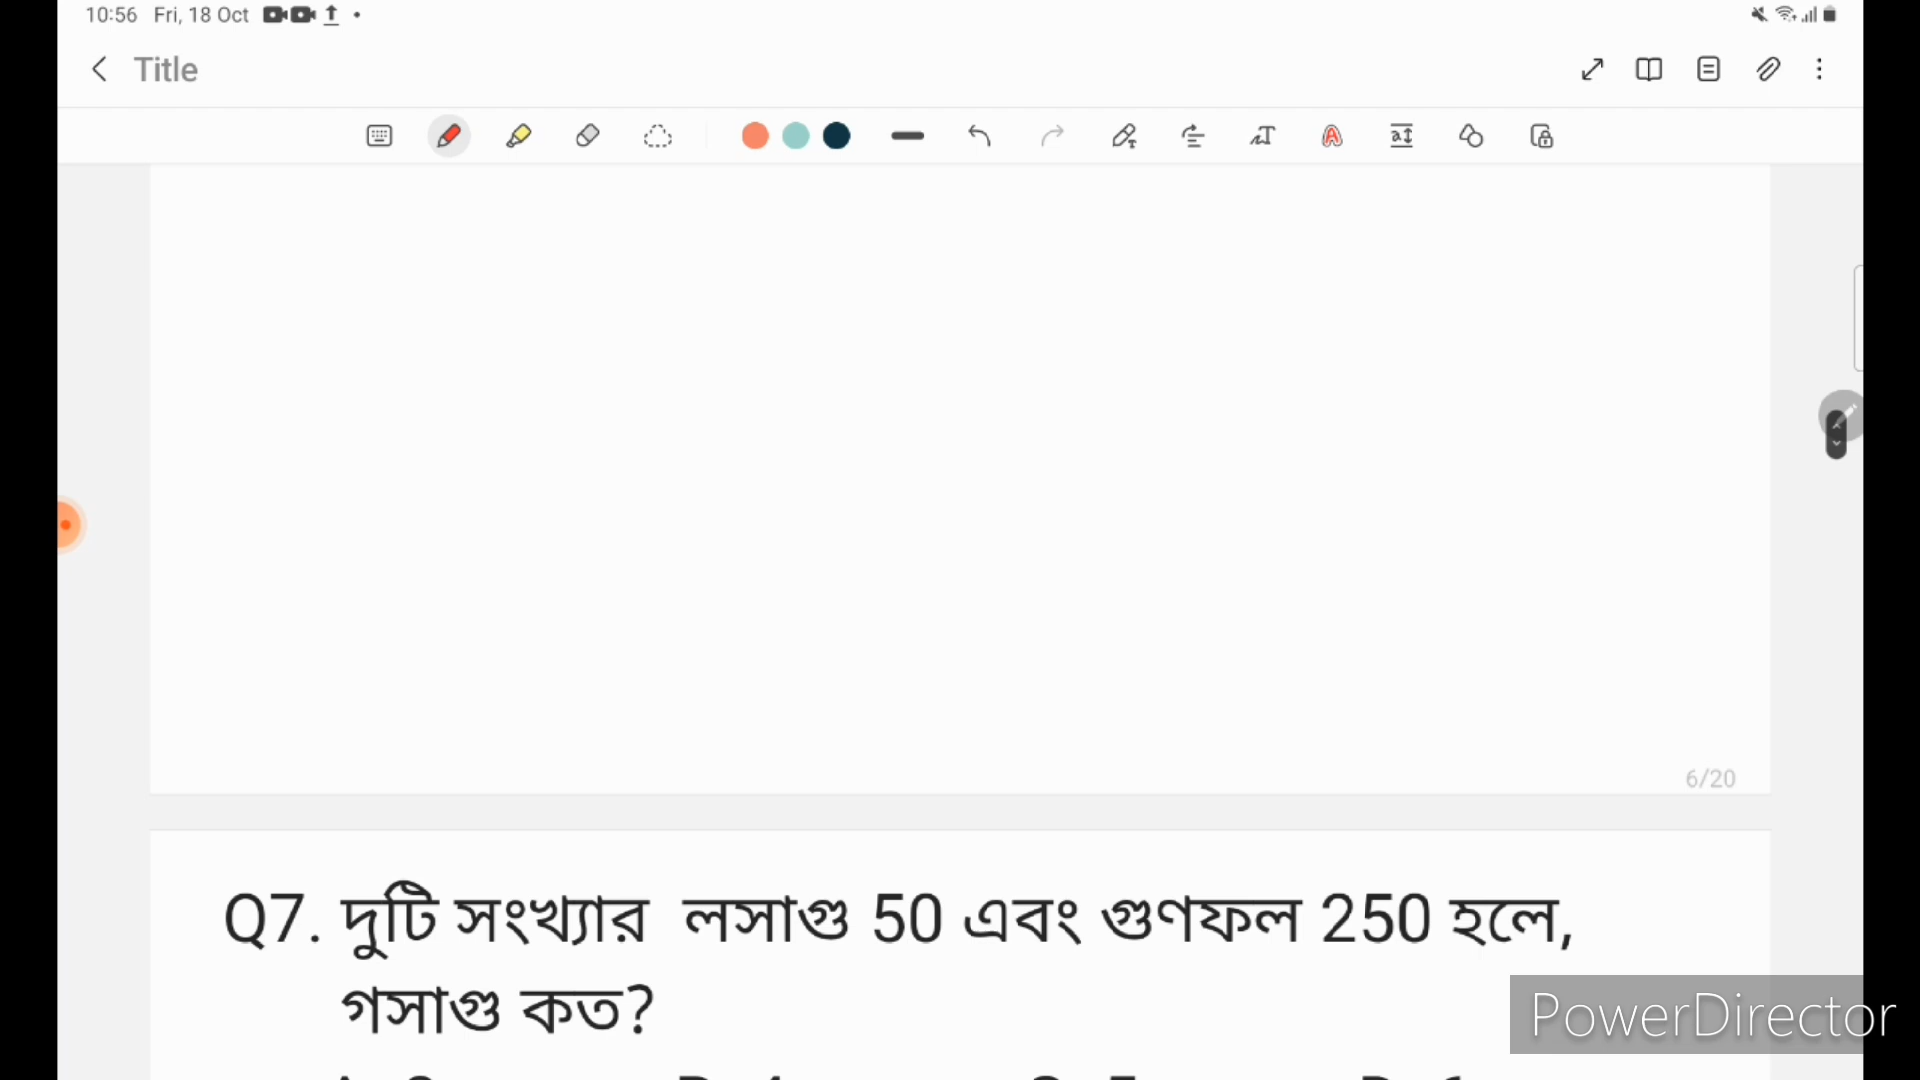 10:56 Fri, 18 Oct
Title
6/20
Q7. দুটি সংখ্যার লসাগু 50 এবং গুণফল 250 হলে,
গসাগু কত?
PowerDirector